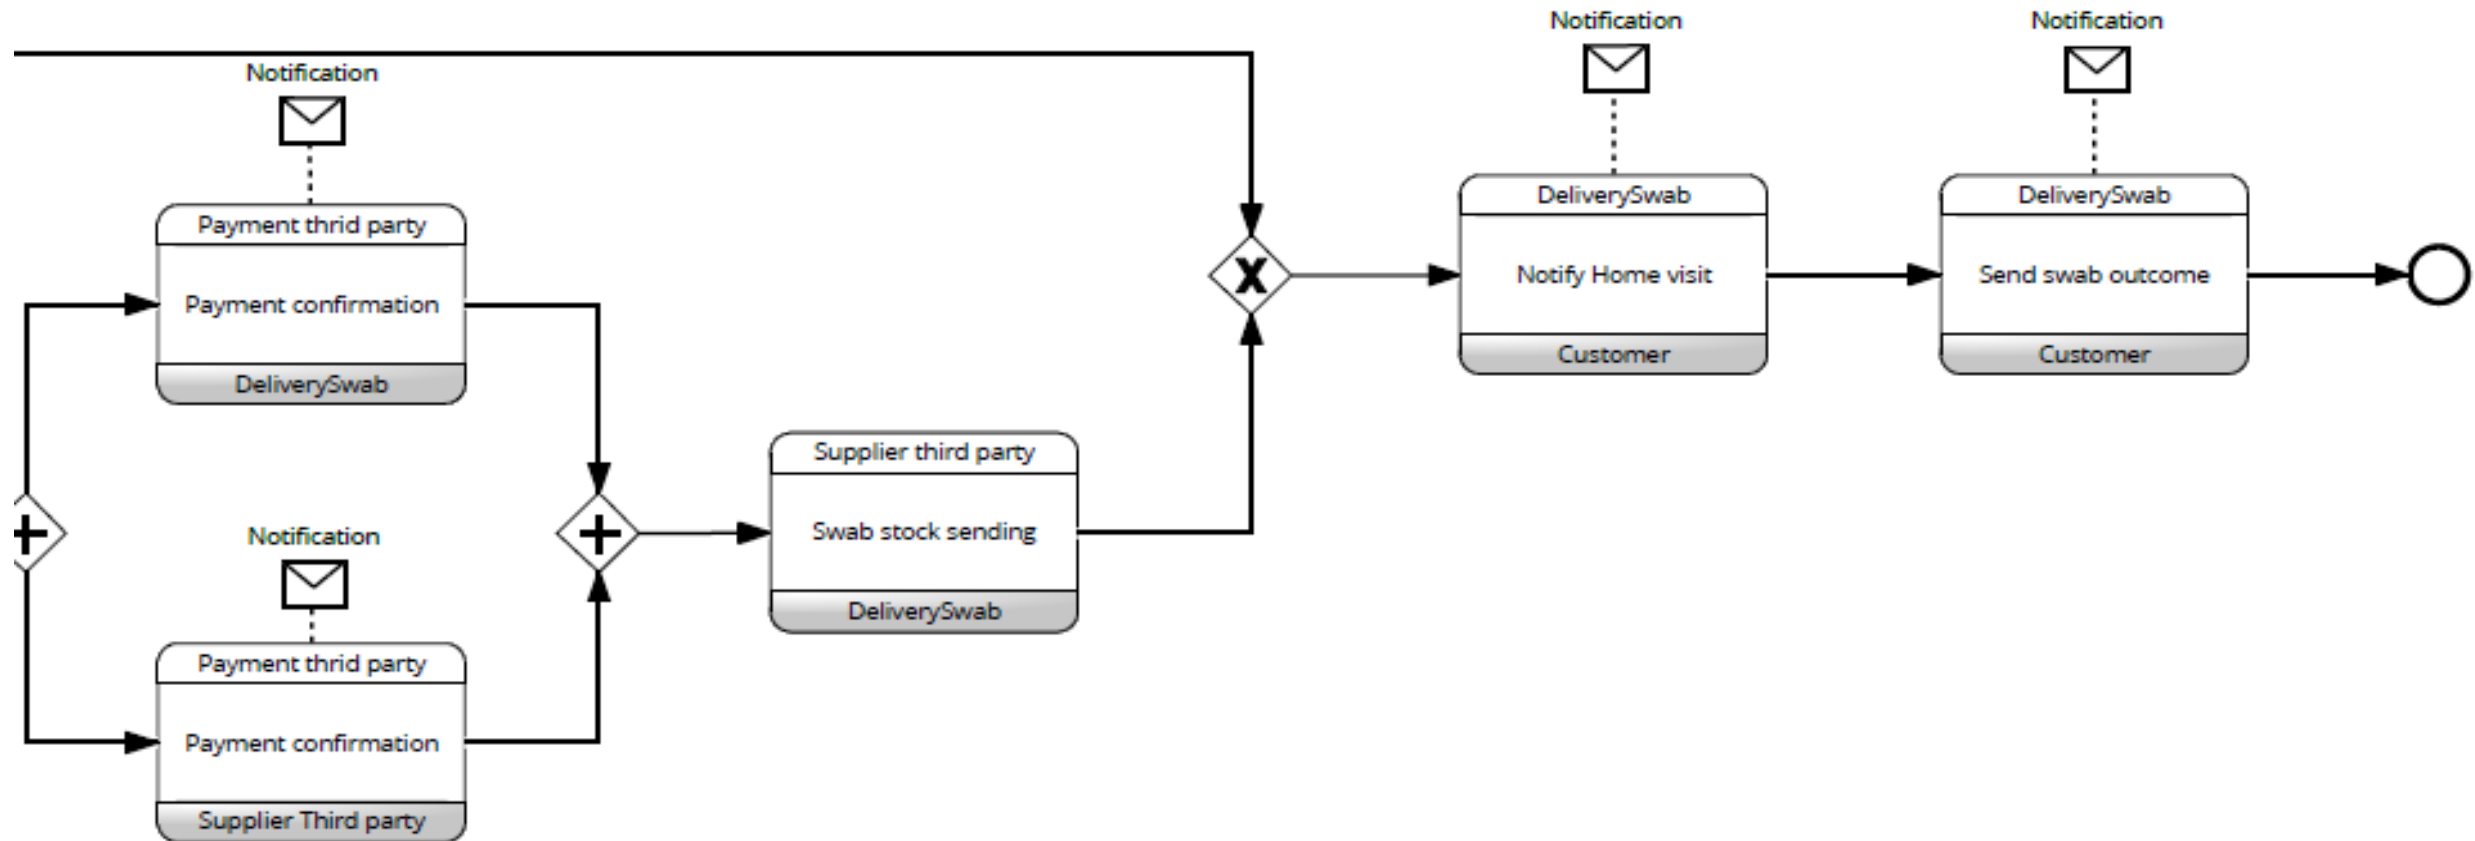 Notification
Payment thrid party
Payment confirmation
DeliverySwab
Notification
Payment thrid party
Payment confirmation
Supplier Third party
Supplier third party
Swab stock sending
DeliverySwab
Notification
DeliverySwab
Notify Home visit
Customer
Notification
DeliverySwab
Send swab outcome
Customer